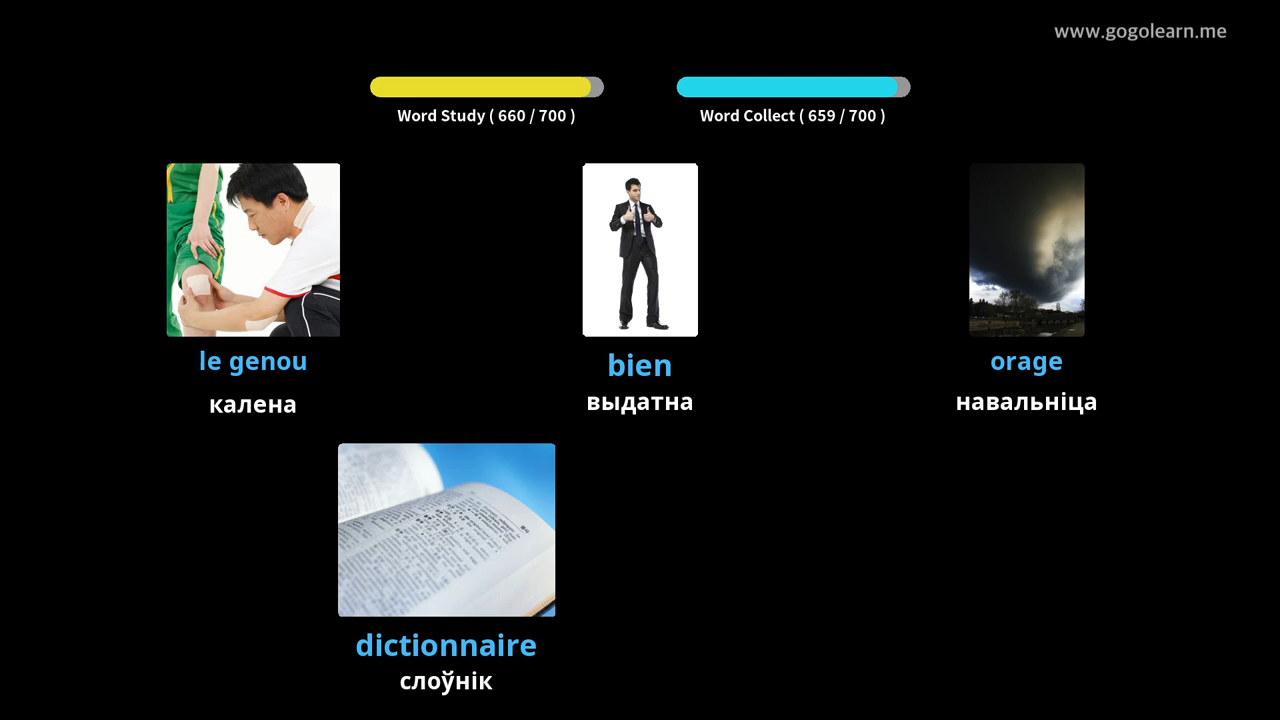 www.gogolearn.me
Word Study ( 660 / 700 )
Word Collect ( 659 / 700 )
le genou
калена
bien
выдатна
orage
навальніца
dictionnaire
слоўнік